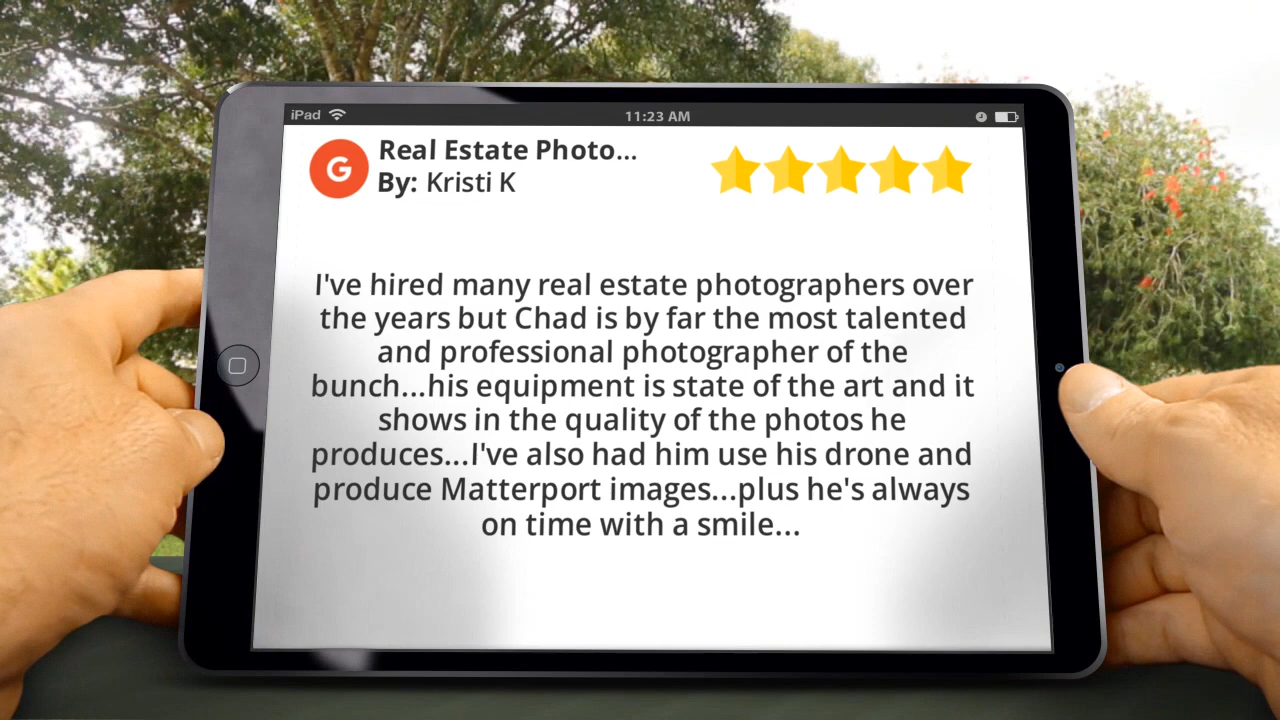 iPad 11:23 AM
G
Real Estate Photo...
By: Kristi K
I've hired many real estate photographers over
the years but Chad is by far the most talented
and professional photographer of the
bunch...his equipment is state of the art and it
shows in the quality of the photos he
produces...I've also had him use his drone and
produce Matterport images...plus he's always
on time with a smile...